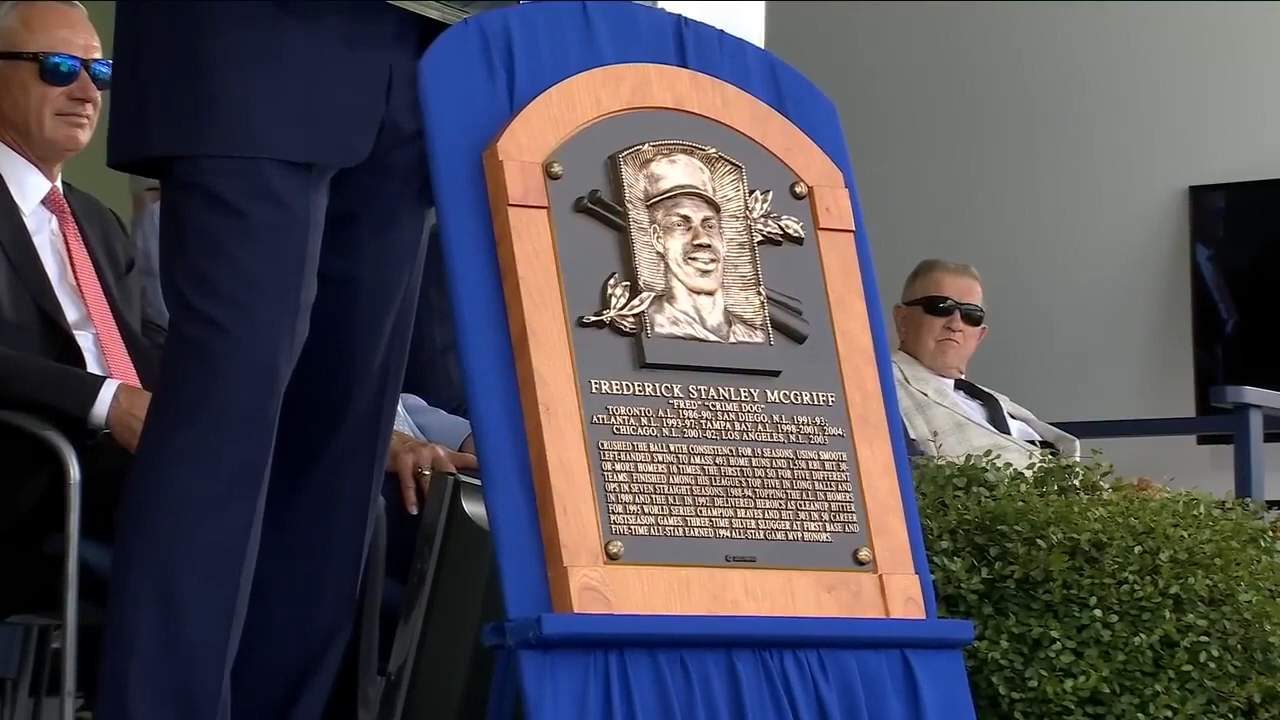 FREDERICK STANLEY MCGRIFF
"FRED" "CRIME DOG"
TORONTO, A.L., 1986-90; SAN DIEGO, N.L., 1991-93;
ATLANTA, N.L., 1993-97; TAMPA BAY, A.L., 1998-2001, 2004;
CHICAGO, N.L., 2001-02; LOS ANGELES, N.L., 2003
CRUSHED THE BALL WITH CONSISTENCY FOR 19 SEASONS, USING SMOOTH
LEFT-HANDED SWING TO AMASS 493 HOME RUNS AND 1,550 RBI. HIT 30-
OR-MORE HOMERS 10 TIMES, THE FIRST TO DO SO FOR FIVE DIFFERENT
TEAMS. FINISHED AMONG HIS LEAGUE'S TOP FIVE IN LONG BALLS AND
OPS IN SEVEN STRAIGHT SEASONS, 1988-94, TOPPING THE A.L. IN HOMERS
IN 1989 AND THE N.L. IN 1992. DELIVERED HEROICS AS CLEANUP HITTER
FOR 1995 WORLD SERIES CHAMPION BRAVES AND HIT .303 IN 50 CAREER
POSTSEASON GAMES. THREE-TIME SILVER SLUGGER AT FIRST BASE AND
FIVE-TIME ALL-STAR EARNED 1994 ALL-STAR GAME MVP HONORS.